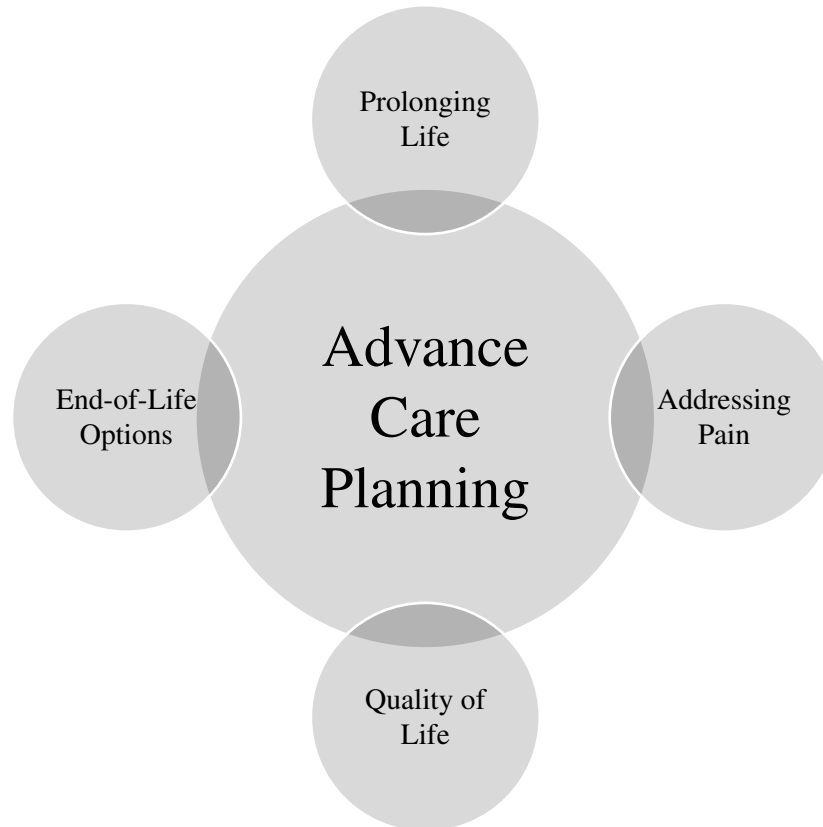 Prolonging
Life
Advance
Care
Planning
End-of-Life
Options
Addressing
Pain
Quality of
Life